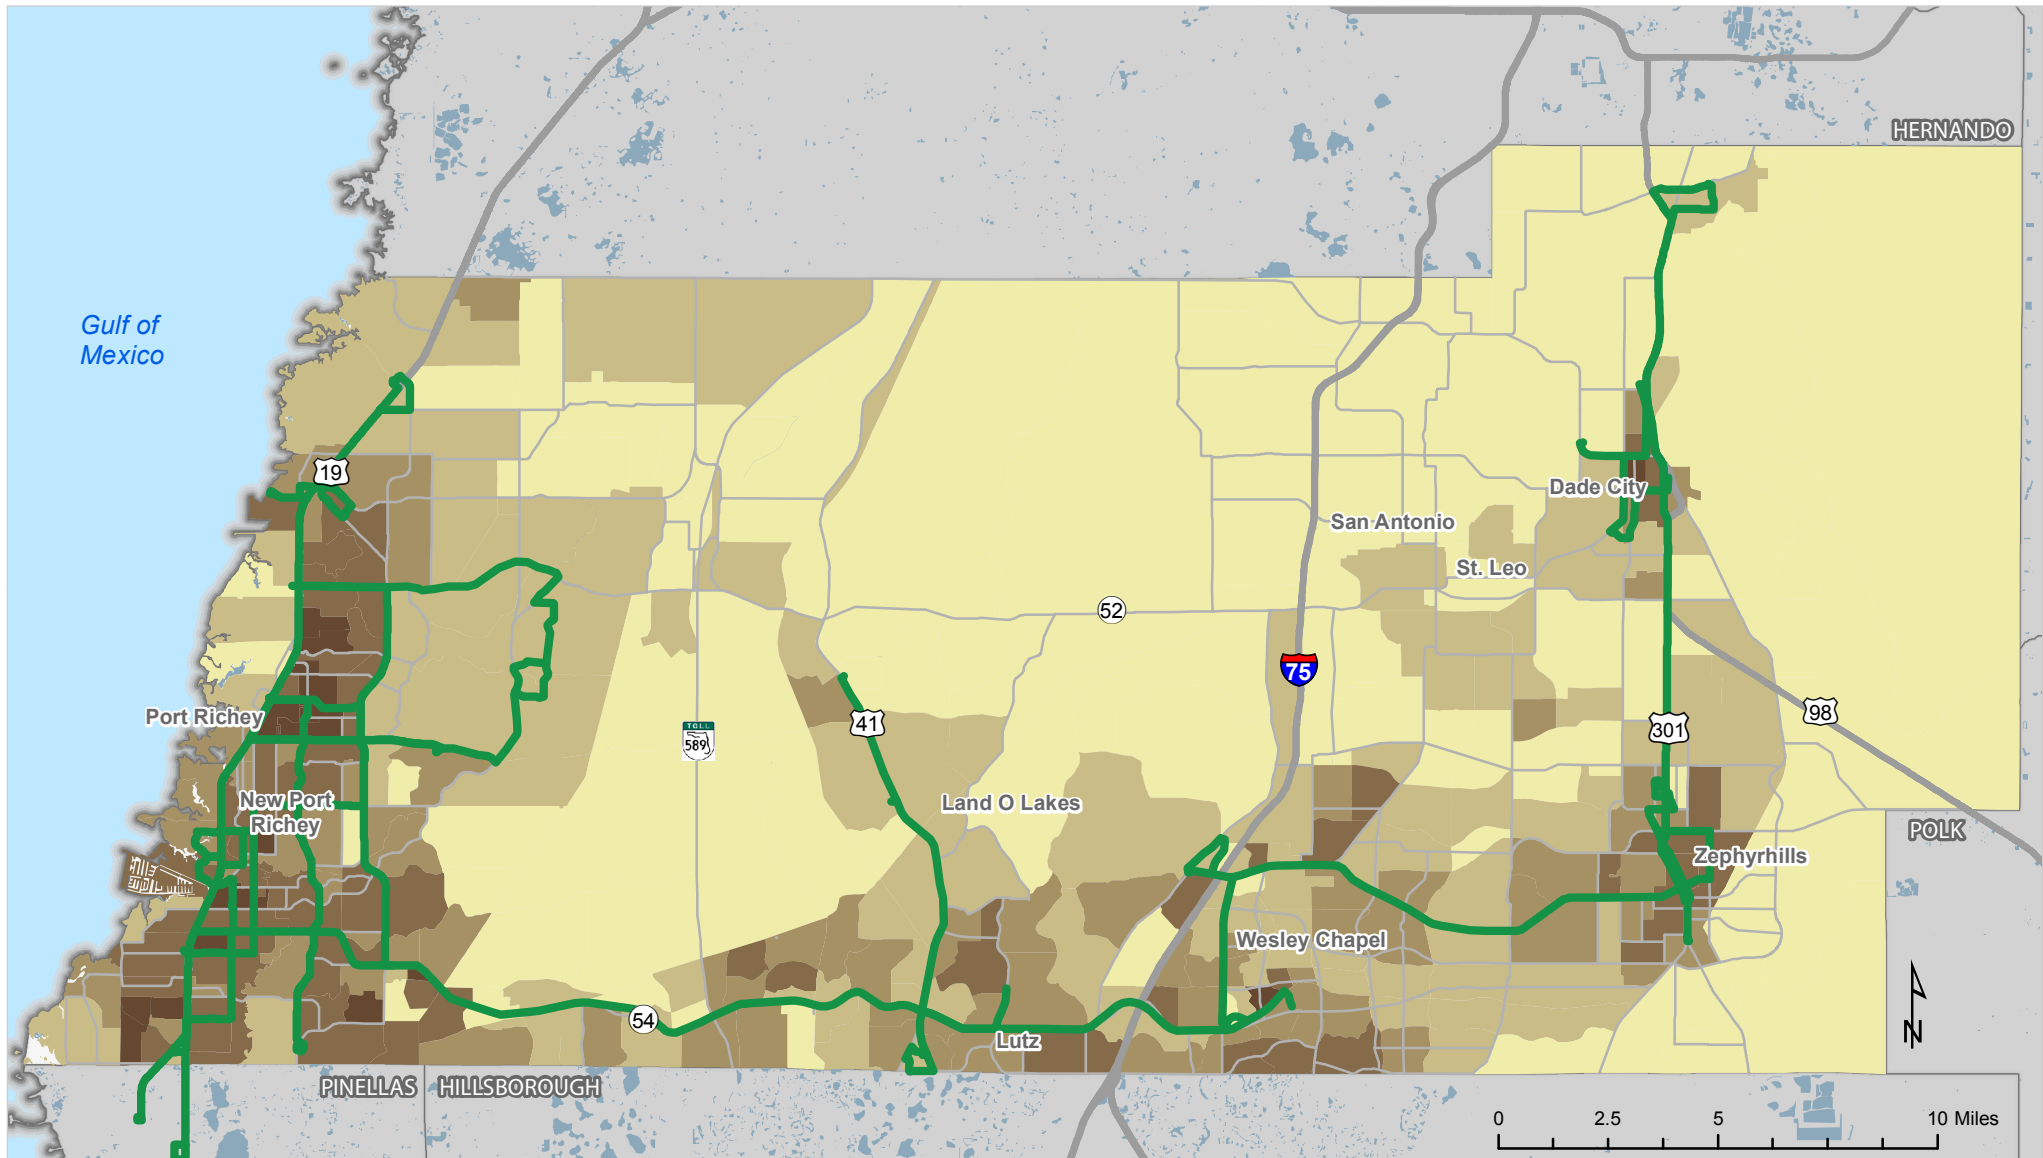 HERNANDO
Gulf of
Mexico
19
Dade City
San Antonio
St. Leo
52
75
Port Richey
41
TOLL
589
301
98
New Port
Richey
Land O Lakes
POLK
Zephyrhills
Wesley Chapel
54
Lutz
N
PINELLAS
HILLSBOROUGH
0 2.5 5 10 Miles